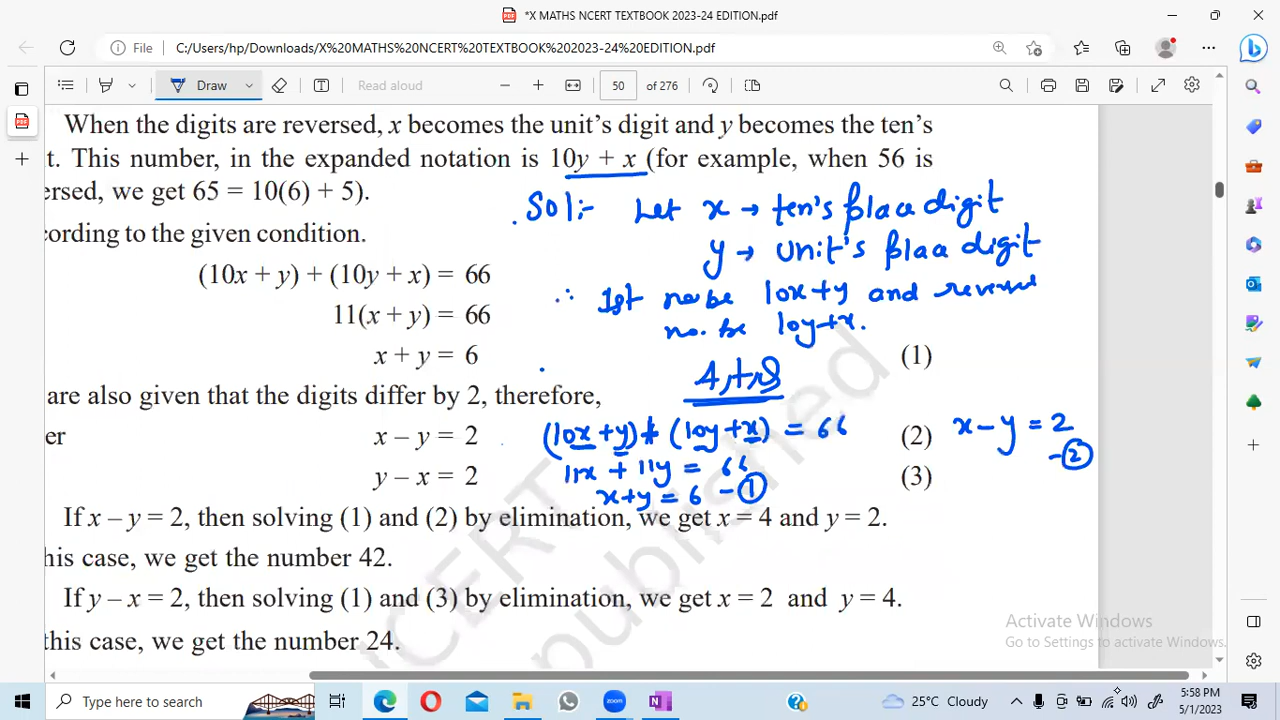 *X MATHS NCERT TEXTBOOK 2023-24 EDITION.pdf
File C:/Users/hp/Downloads/X%20MATHS%20NCERT%20TEXTBOOK%202023-24%20EDITION.pdf
Draw Read aloud 50 of 276
When the digits are reversed, x becomes the unit's digit and y becomes the ten's
t. This number, in the expanded notation is 10y + x (for example, when 56 is
ersed, we get 65 = 10(6) + 5).
Sol:- Let x → ten's place digit
cording to the given condition.
y → Unit's place digit
(10x + y) + (10y + x) = 66
∴ 1st no be 10x+y and reverse
11(x + y) = 66
no. be 10y+x.
x + y = 6 (1)
are also given that the digits differ by 2, therefore,
er x – y = 2 (2)
(10x+y)+(10y+x) = 66
x-y = 2
-②
y – x = 2 (3)
11x + 11y = 66
x+y = 6 -①
If x – y = 2, then solving (1) and (2) by elimination, we get x = 4 and y = 2.
his case, we get the number 42.
If y – x = 2, then solving (1) and (3) by elimination, we get x = 2 and y = 4.
this case, we get the number 24.
published
Activate Windows
Go to Settings to activate Windows.
Type here to search
25°C Cloudy
5:58 PM
5/1/2023